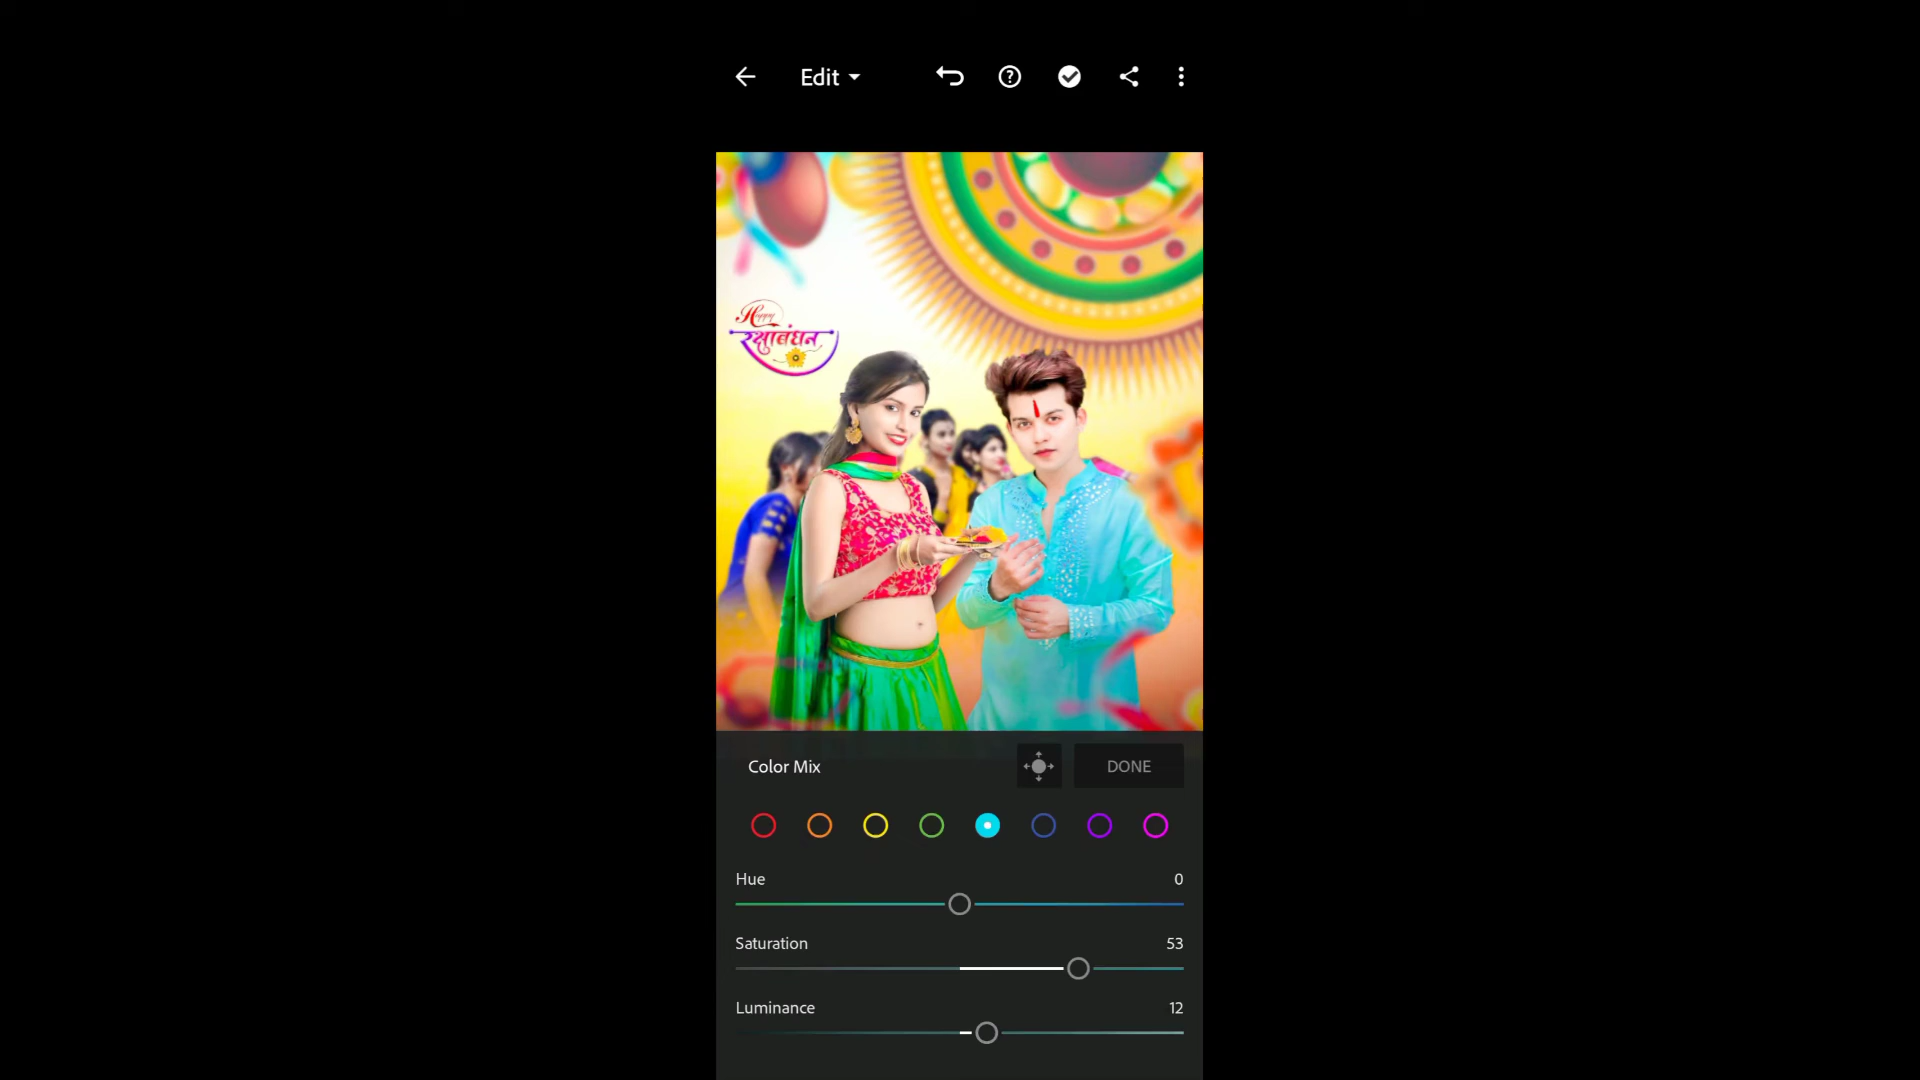 Edit
Happy
रक्षाबंधन
Color Mix
DONE
Hue 0
Saturation 53
Luminance 12